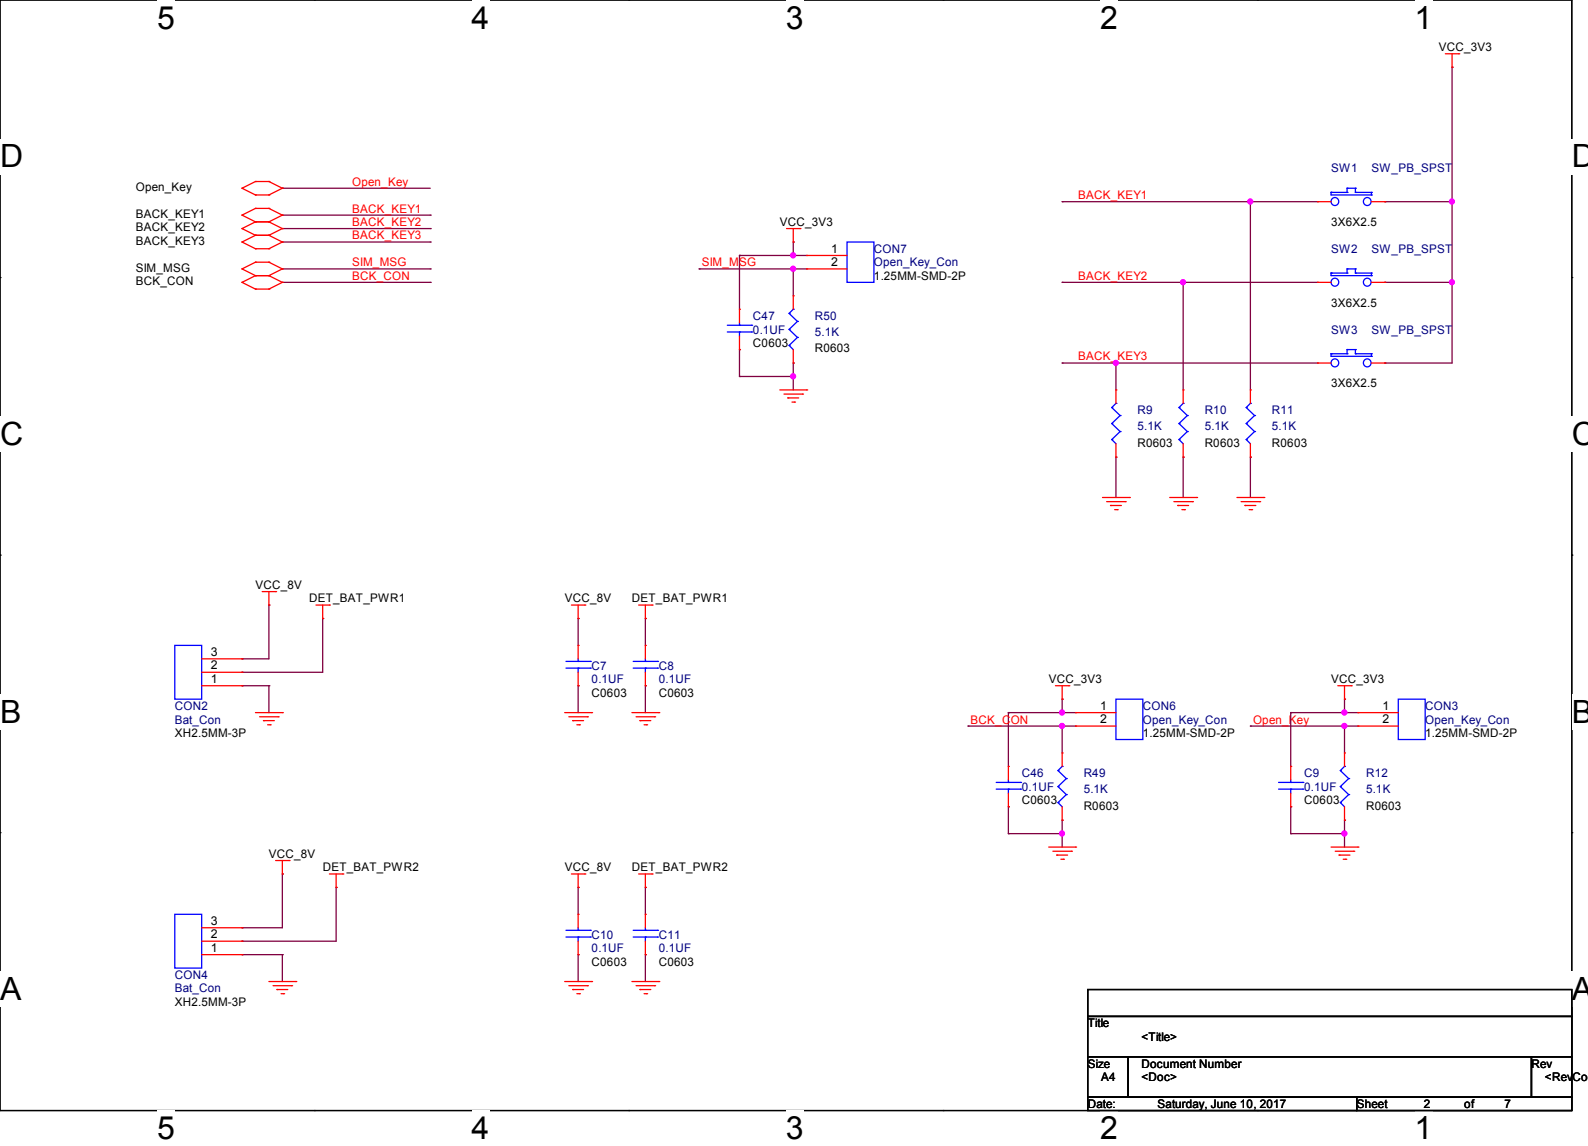 5 4 3 2 1
VCC_3V3
D D
SW1 SW_PB_SPST
Open_Key Open_Key
BACK_KEY1 BACK_KEY1
BACK_KEY2 BACK_KEY2
BACK_KEY3 BACK_KEY3
SIM_MSG SIM_MSG
BCK_CON BCK_CON
VCC_3V3
SIM_MSG
1
2
CON7
Open_Key_Con
1.25MM-SMD-2P
C47
0.1UF
C0603
R50
5.1K
R0603
BACK_KEY1
3X6X2.5
SW2 SW_PB_SPST
BACK_KEY2
3X6X2.5
SW3 SW_PB_SPST
BACK_KEY3
3X6X2.5
R9
5.1K
R0603
R10
5.1K
R0603
R11
5.1K
R0603
C C
VCC_8V
DET_BAT_PWR1
3
2
1
CON2
Bat_Con
XH2.5MM-3P
VCC_8V DET_BAT_PWR1
C7
0.1UF
C0603
C8
0.1UF
C0603
B B
VCC_3V3
BCK_CON
1
2
CON6
Open_Key_Con
1.25MM-SMD-2P
C46
0.1UF
C0603
R49
5.1K
R0603
VCC_3V3
Open_Key
1
2
CON3
Open_Key_Con
1.25MM-SMD-2P
C9
0.1UF
C0603
R12
5.1K
R0603
VCC_8V
DET_BAT_PWR2
3
2
1
CON4
Bat_Con
XH2.5MM-3P
VCC_8V DET_BAT_PWR2
C10
0.1UF
C0603
C11
0.1UF
C0603
A A
Title
<Title>
Size Document Number Rev
A4 <Doc> <RevCo
Date: Saturday, June 10, 2017 Sheet 2 of 7
5 4 3 2 1